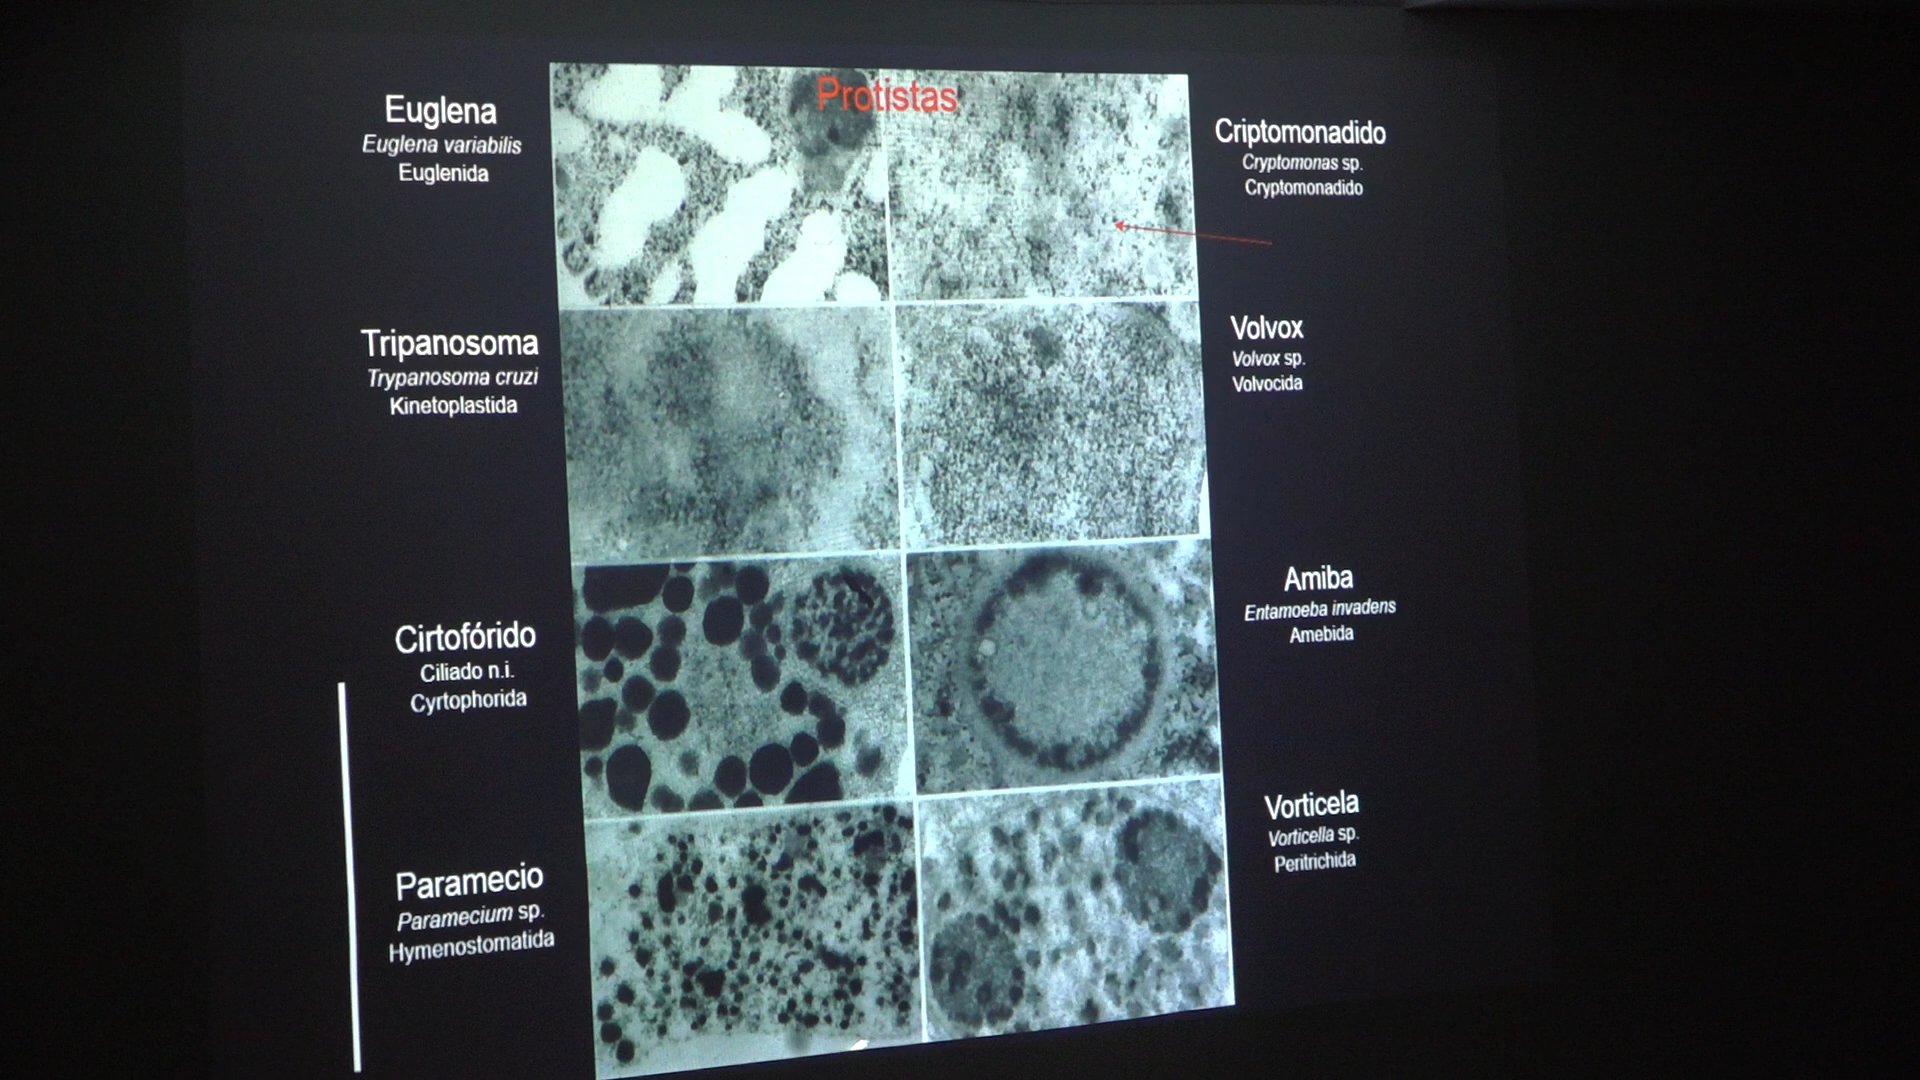 Protistas
Euglena
Euglena variabilis
Euglenida
Criptomonadido
Cryptomonas sp.
Cryptomonadido
Tripanosoma
Trypanosoma cruzi
Kinetoplastida
Volvox
Volvox sp.
Volvocida
Cirtofórido
Ciliado n.i.
Cyrtophorida
Amiba
Entamoeba invadens
Amebida
Paramecio
Paramecium sp.
Hymenostomatida
Vorticela
Vorticella sp.
Peritrichida